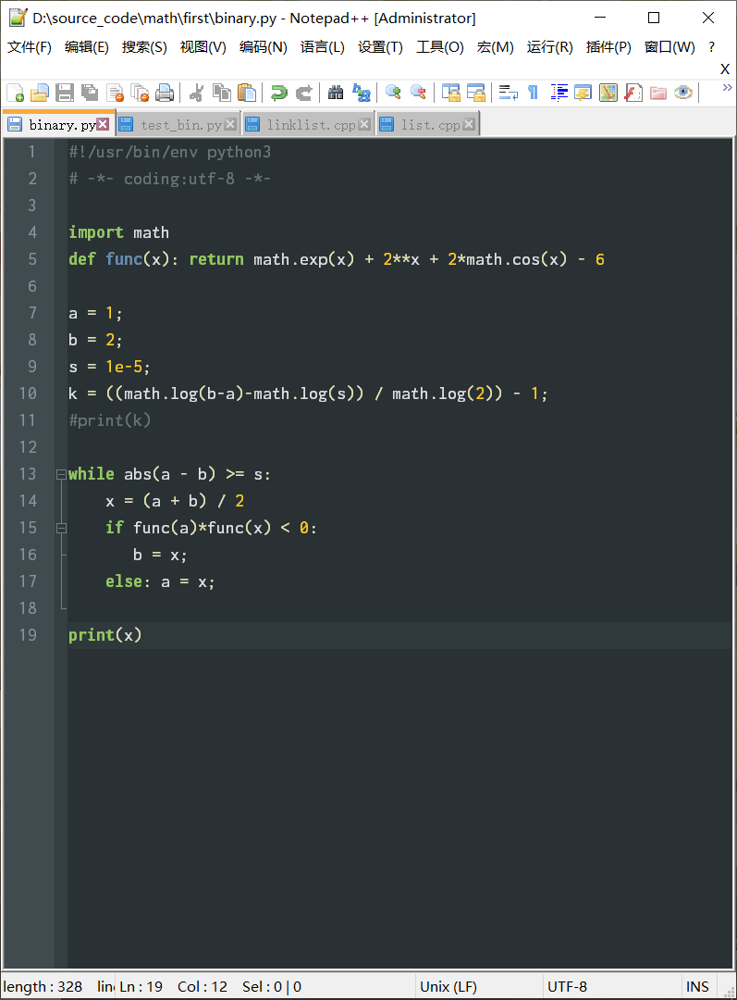 D:\source_code\math\first\binary.py - Notepad++ [Administrator]
文件(F) 编辑(E) 搜索(S) 视图(V) 编码(N) 语言(L) 设置(T) 工具(O) 宏(M) 运行(R) 插件(P) 窗口(W) ?
X
binary.py test_bin.py linklist.cpp list.cpp
1 #!/usr/bin/env python3
2 # -*- coding:utf-8 -*-
3
4 import math
5 def func(x): return math.exp(x) + 2**x + 2*math.cos(x) - 6
6
7 a = 1;
8 b = 2;
9 s = 1e-5;
10 k = ((math.log(b-a)-math.log(s)) / math.log(2)) - 1;
11 #print(k)
12
13 while abs(a - b) >= s:
14     x = (a + b) / 2
15     if func(a)*func(x) < 0:
16        b = x;
17     else: a = x;
18
19 print(x)
length : 328 line Ln : 19 Col : 12 Sel : 0 | 0 Unix (LF) UTF-8 INS